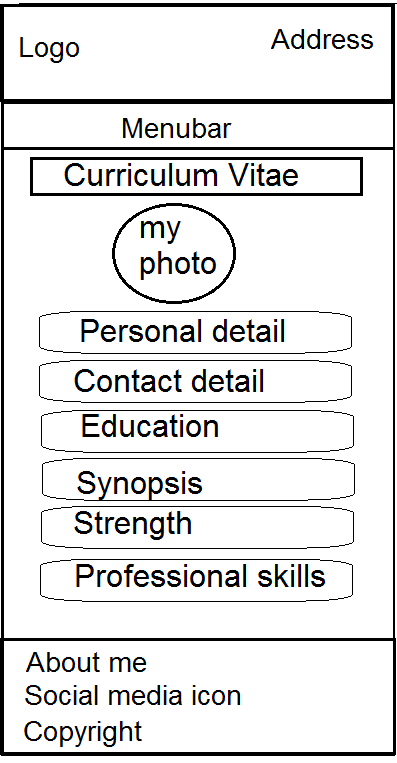 Logo
Address
Menubar
Curriculum Vitae
my
photo
Personal detail
Contact detail
Education
Synopsis
Strength
Professional skills
About me
Social media icon
Copyright